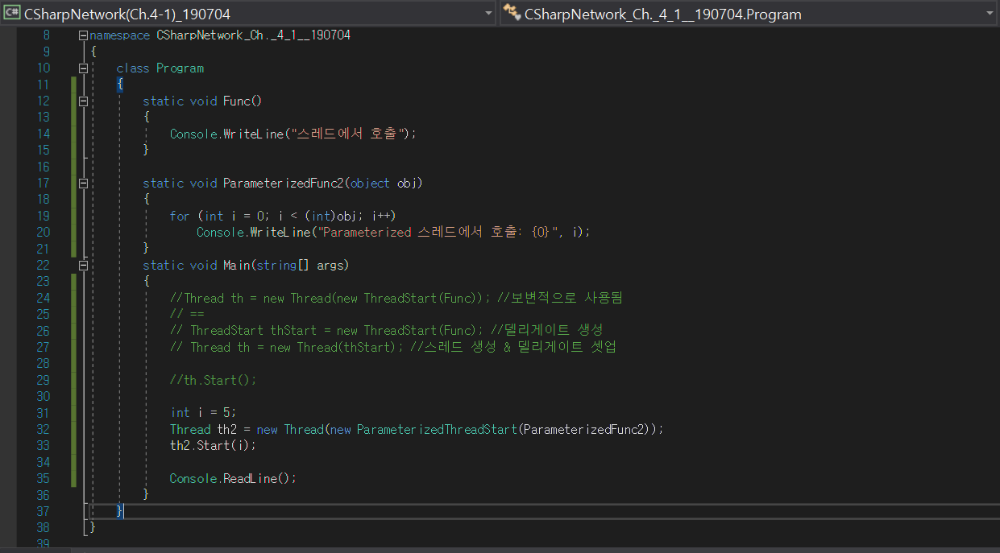 C# CSharpNetwork(Ch.4-1)_190704 CSharpNetwork_Ch._4_1__190704.Program
8 namespace CSharpNetwork_Ch._4_1__190704
9 {
10 class Program
11 {
12 static void Func()
13 {
14 Console.WriteLine("스레드에서 호출");
15 }
16
17 static void ParameterizedFunc2(object obj)
18 {
19 for (int i = 0; i < (int)obj; i++)
20 Console.WriteLine("Parameterized 스레드에서 호출: {0}", i);
21 }
22 static void Main(string[] args)
23 {
24 //Thread th = new Thread(new ThreadStart(Func)); //보변적으로 사용됨
25 // ==
26 // ThreadStart thStart = new ThreadStart(Func); //델리게이트 생성
27 // Thread th = new Thread(thStart); //스레드 생성 & 델리게이트 셋업
28
29 //th.Start();
30
31 int i = 5;
32 Thread th2 = new Thread(new ParameterizedThreadStart(ParameterizedFunc2));
33 th2.Start(i);
34
35 Console.ReadLine();
36 }
37 }
38 }
39